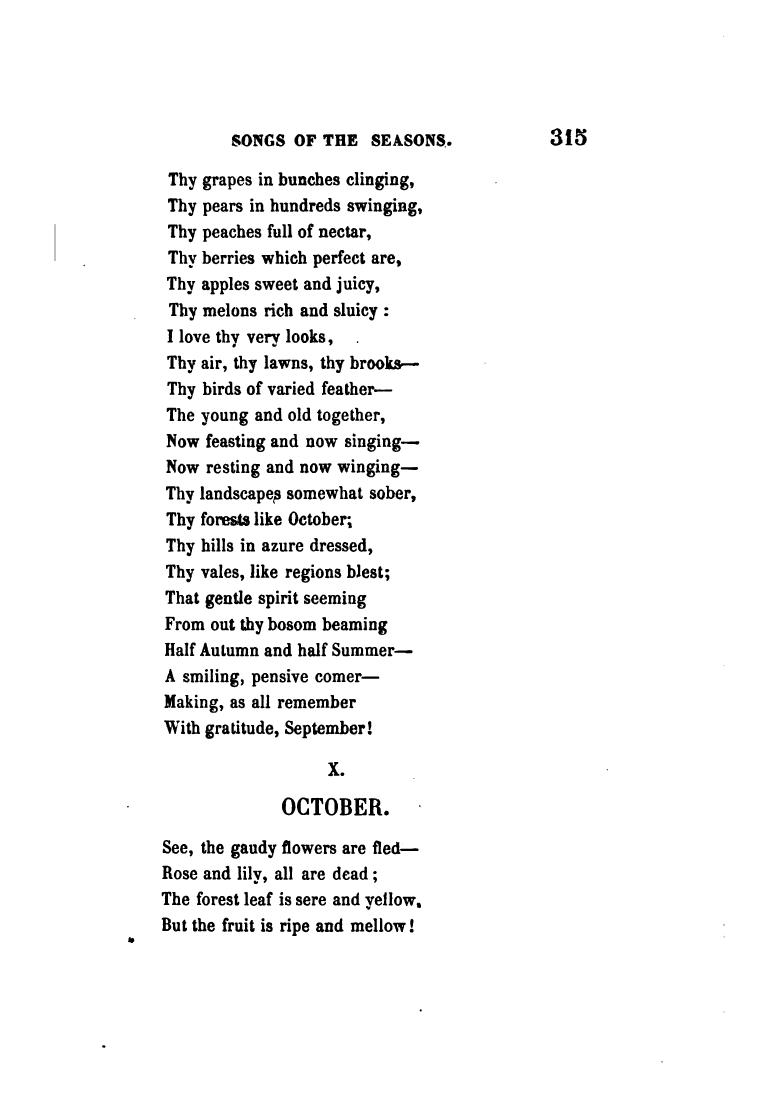 SONGS OF THE SEASONS. 315
Thy grapes in bunches clinging,
Thy pears in hundreds swinging,
Thy peaches full of nectar,
Thy berries which perfect are,
Thy apples sweet and juicy,
Thy melons rich and sluicy :
I love thy very looks,
Thy air, thy lawns, thy brooks—
Thy birds of varied feather—
The young and old together,
Now feasting and now singing—
Now resting and now winging—
Thy landscapes somewhat sober,
Thy forests like October;
Thy hills in azure dressed,
Thy vales, like regions blest;
That gentle spirit seeming
From out thy bosom beaming
Half Autumn and half Summer—
A smiling, pensive comer—
Making, as all remember
With gratitude, September!
X.
OCTOBER.
See, the gaudy flowers are fled—
Rose and lily, all are dead ;
The forest leaf is sere and yellow,
But the fruit is ripe and mellow!